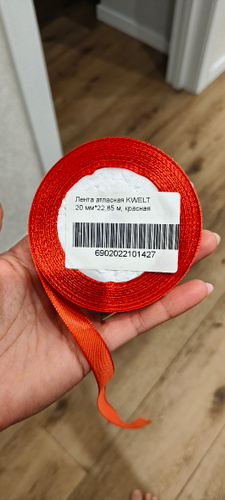 Лента атласная KWELT
20 мм*22,85 м, красная
6902022101427